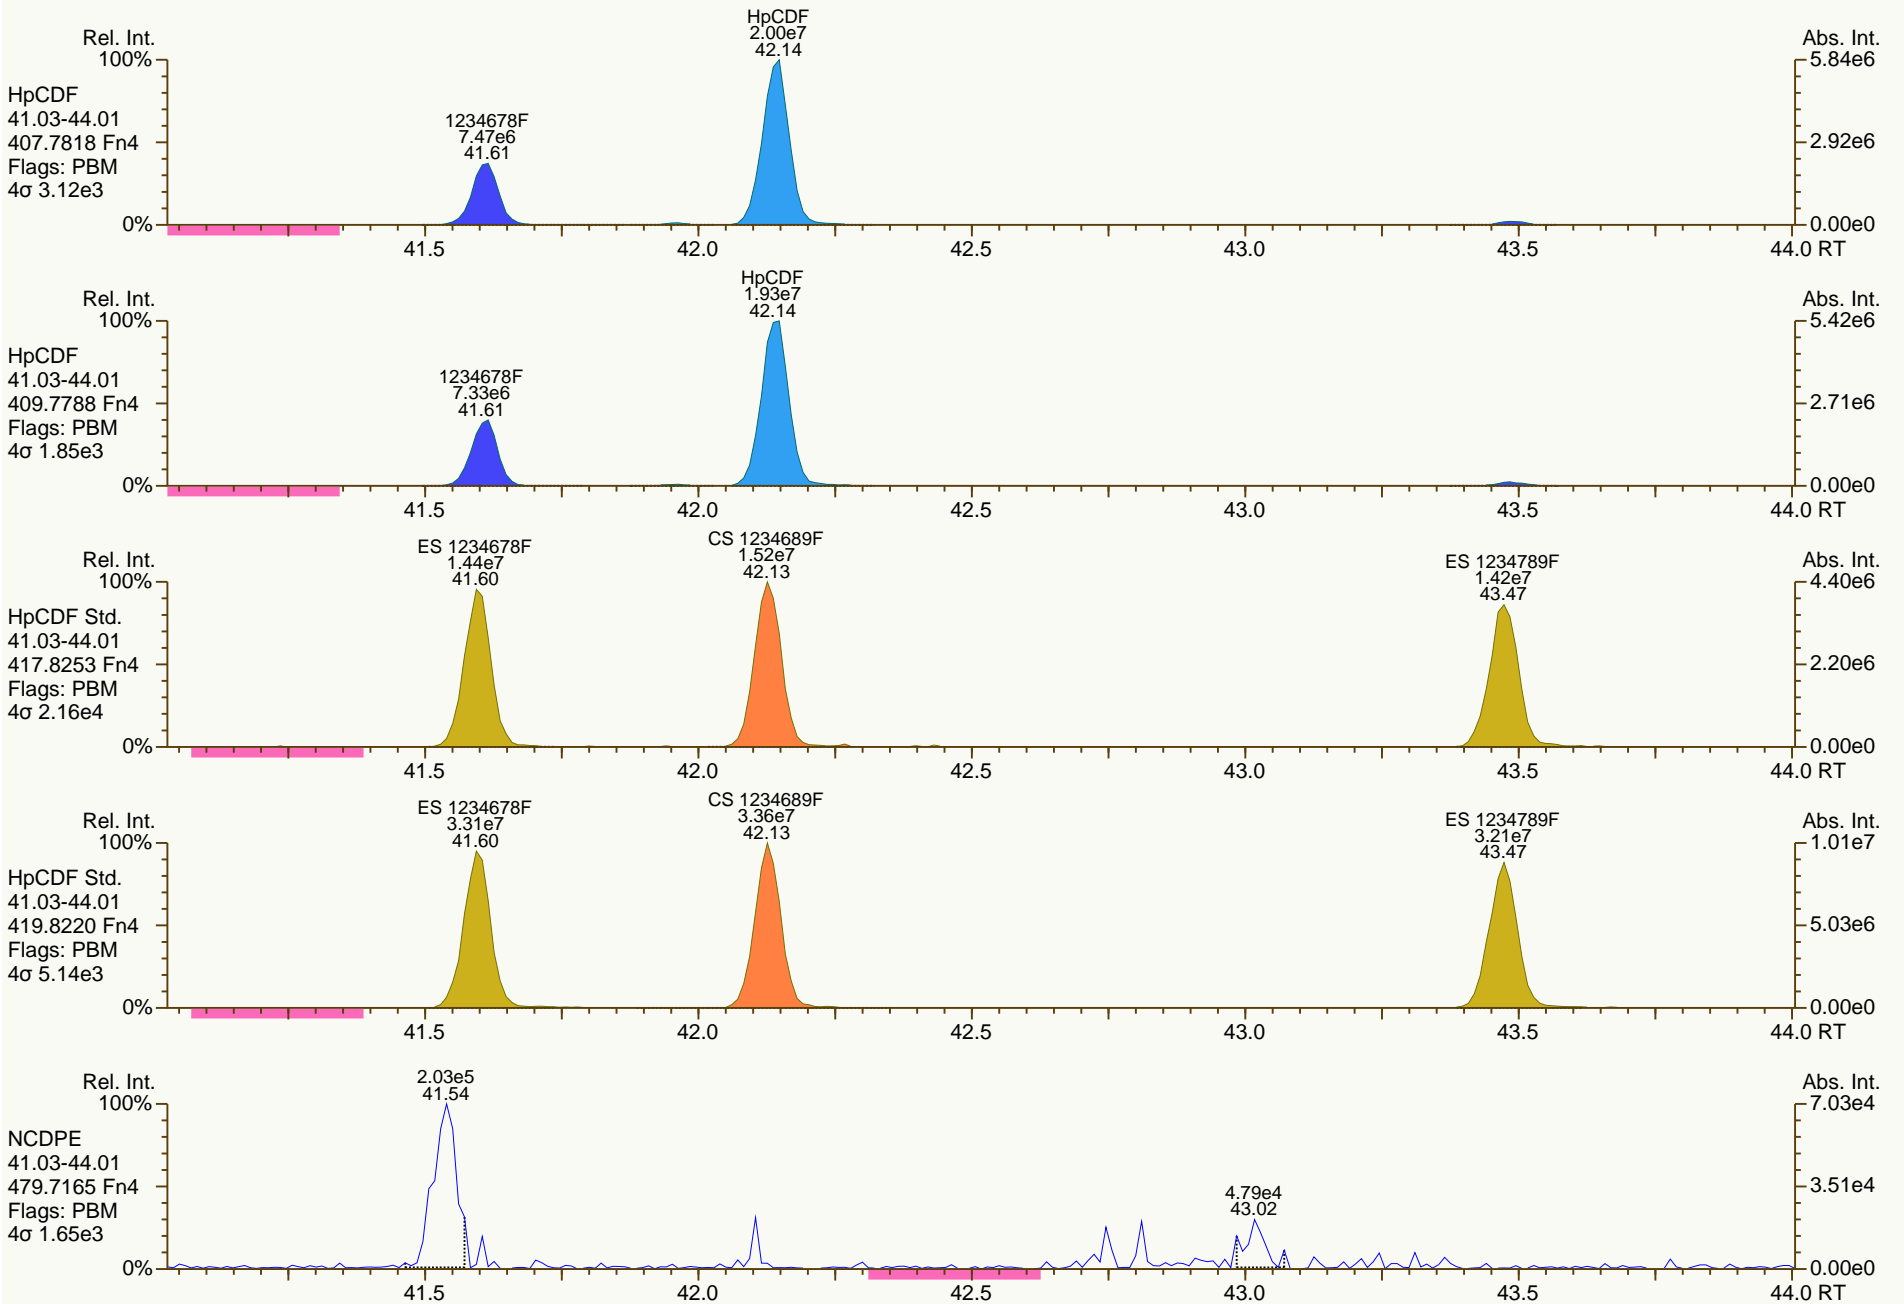 HpCDF
2.00e7
42.14
Rel. Int.
Abs. Int.
100%
5.84e6
HpCDF
41.03-44.01
407.7818 Fn4
Flags: PBM
4σ 3.12e3
1234678F
7.47e6
41.61
2.92e6
0%
0.00e0
41.5 42.0 42.5 43.0 43.5 44.0 RT
HpCDF
1.93e7
42.14
Rel. Int.
Abs. Int.
100%
5.42e6
HpCDF
41.03-44.01
409.7788 Fn4
Flags: PBM
4σ 1.85e3
1234678F
7.33e6
41.61
2.71e6
0%
0.00e0
41.5 42.0 42.5 43.0 43.5 44.0 RT
ES 1234678F
1.44e7
41.60
CS 1234689F
1.52e7
42.13
ES 1234789F
1.42e7
43.47
Rel. Int.
Abs. Int.
100%
4.40e6
HpCDF Std.
41.03-44.01
417.8253 Fn4
Flags: PBM
4σ 2.16e4
2.20e6
0%
0.00e0
41.5 42.0 42.5 43.0 43.5 44.0 RT
ES 1234678F
3.31e7
41.60
CS 1234689F
3.36e7
42.13
ES 1234789F
3.21e7
43.47
Rel. Int.
Abs. Int.
100%
1.01e7
HpCDF Std.
41.03-44.01
419.8220 Fn4
Flags: PBM
4σ 5.14e3
5.03e6
0%
0.00e0
41.5 42.0 42.5 43.0 43.5 44.0 RT
2.03e5
41.54
Rel. Int.
Abs. Int.
100%
7.03e4
NCDPE
41.03-44.01
479.7165 Fn4
Flags: PBM
4σ 1.65e3
4.79e4
43.02
3.51e4
0%
0.00e0
41.5 42.0 42.5 43.0 43.5 44.0 RT